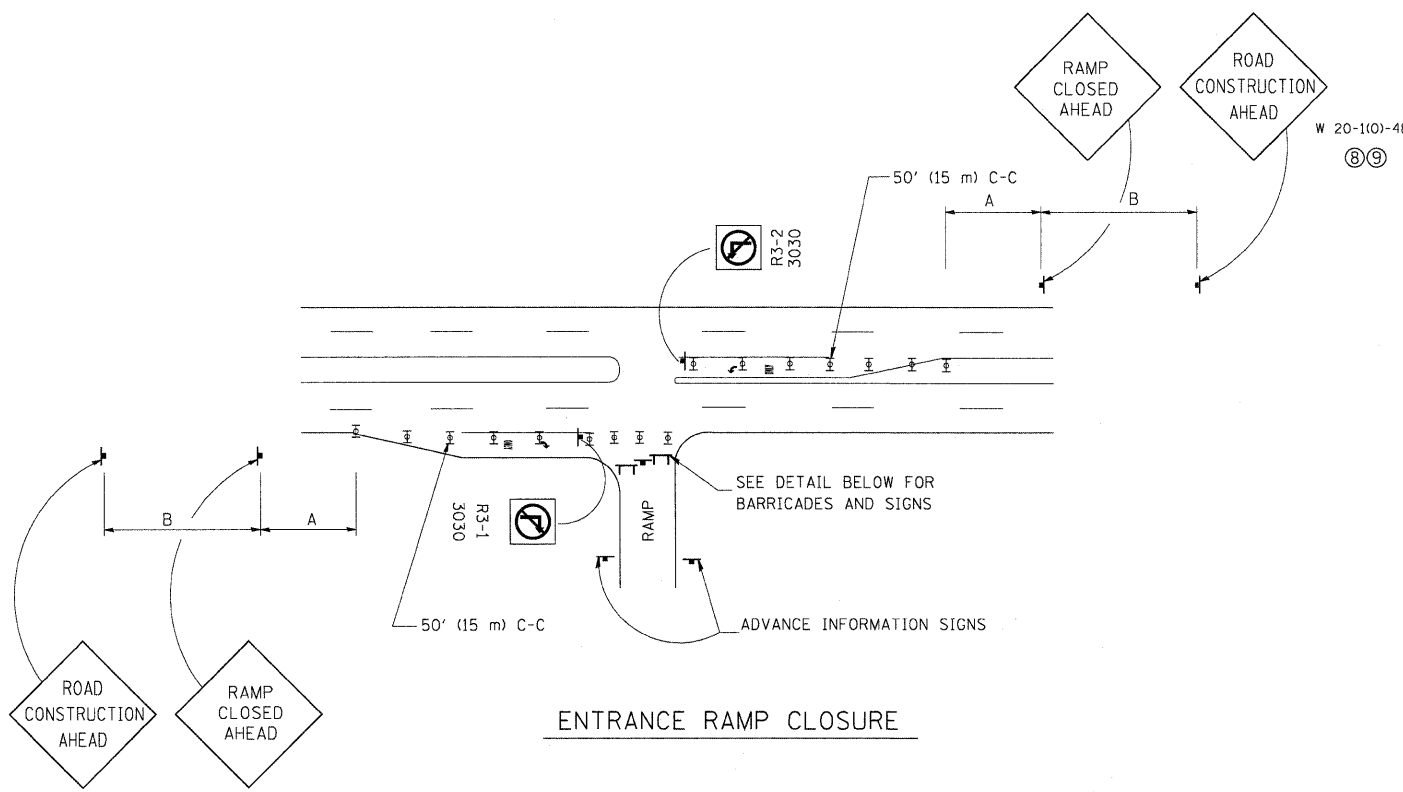 RAMP
CLOSED
AHEAD
ROAD
CONSTRUCTION
AHEAD
W 20-1(O)-48
⑧⑨
50' (15 m) C-C
A
B
R3-2
3030
SEE DETAIL BELOW FOR
BARRICADES AND SIGNS
RAMP
B
A
R3-1
3030
50' (15 m) C-C
ADVANCE INFORMATION SIGNS
ROAD
CONSTRUCTION
AHEAD
RAMP
CLOSED
AHEAD
ENTRANCE RAMP CLOSURE